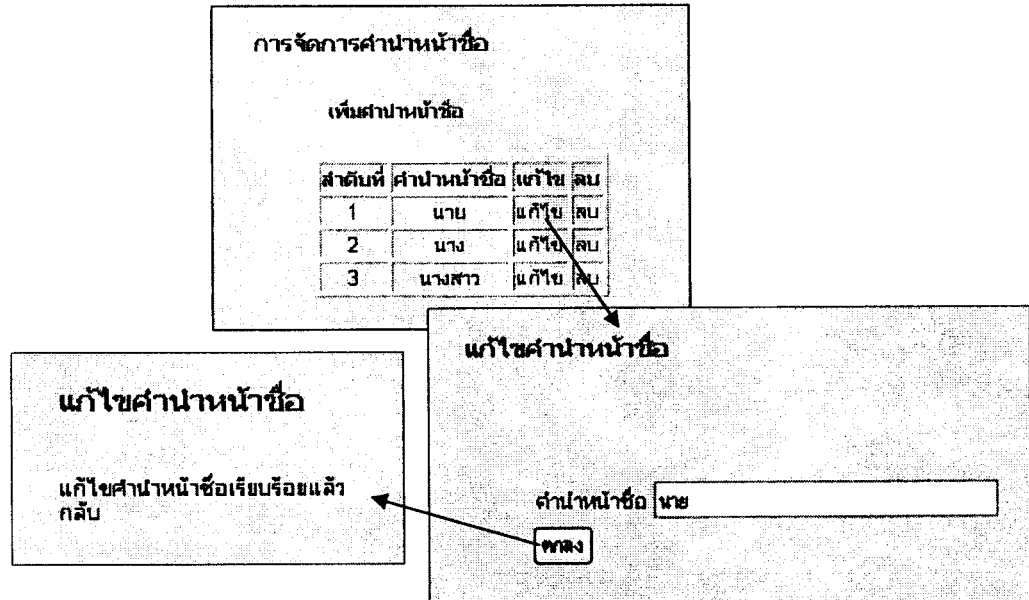 การจัดการคำนำหน้าชื่อ
เพิ่มคำนำหน้าชื่อ
ลำดับที่ คำนำหน้าชื่อ แก้ไข ลบ
1 นาย แก้ไข ลบ
2 นาง แก้ไข ลบ
3 นางสาว แก้ไข ลบ
แก้ไขคำนำหน้าชื่อ
คำนำหน้าชื่อ นาย
ตกลง
แก้ไขคำนำหน้าชื่อ
แก้ไขคำนำหน้าชื่อเรียบร้อยแล้ว
กลับ